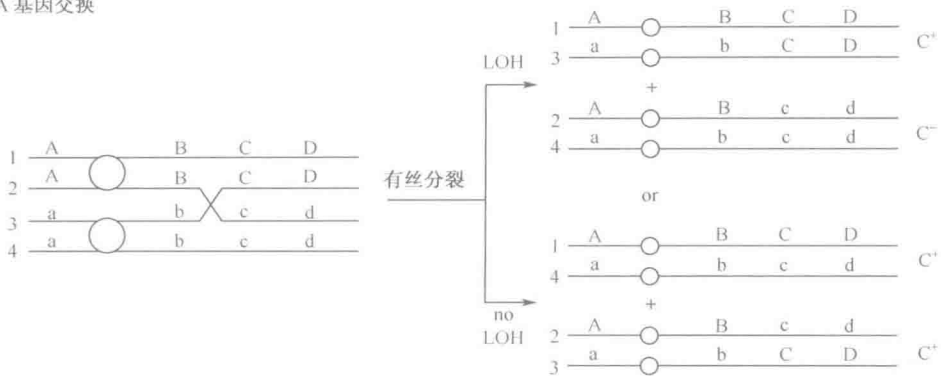 A 基因交换
1 A B C D
2 A B C D
3 a b c d
4 a b c d
有丝分裂
LOH
1 A B C D
3 a b C D C⁺
+
2 A B c d
4 a b c d C⁻
or
no
LOH
1 A B C D
4 a b c d C⁺
+
2 A B c d
3 a b C D C⁺